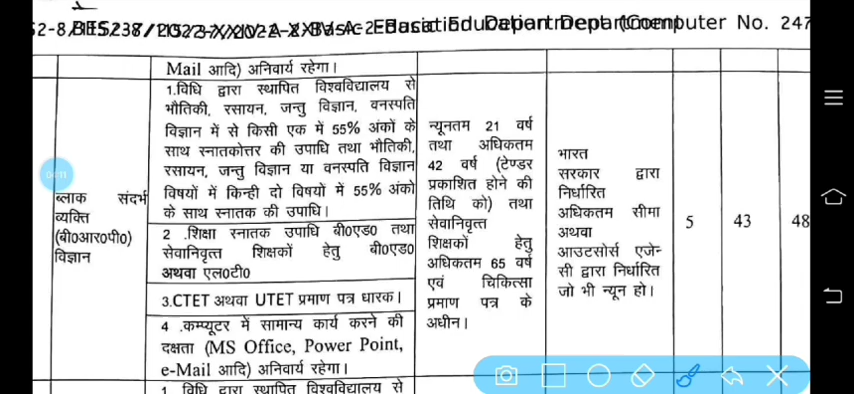 Mail आदि) अनिवार्य रहेगा।
ब्लाक संदर्भ
व्यक्ति
(बी0आर0पी0)
विज्ञान
1.विधि द्वारा स्थापित विश्वविद्यालय से
भौतिकी, रसायन, जन्तु विज्ञान, वनस्पति
विज्ञान में से किसी एक में 55% अंकों के
साथ स्नातकोत्तर की उपाधि तथा भौतिकी,
रसायन, जन्तु विज्ञान या वनस्पति विज्ञान
विषयों में किन्ही दो विषयों में 55% अंको
के साथ स्नातक की उपाधि।
2 .शिक्षा स्नातक उपाधि बी0एड0 तथा
सेवानिवृत्त शिक्षकों हेतु बी0एड0
अथवा एल0टी0
3.CTET अथवा UTET प्रमाण पत्र धारक।
4 .कम्प्यूटर में सामान्य कार्य करने की
दक्षता (MS Office, Power Point,
e-Mail आदि) अनिवार्य रहेगा।
न्यूनतम 21 वर्ष
तथा अधिकतम
42 वर्ष (टेण्डर
प्रकाशित होने की
तिथि को) तथा
सेवानिवृत्त
शिक्षकों हेतु
अधिकतम 65 वर्ष
एवं चिकित्सा
प्रमाण पत्र के
अधीन।
भारत
सरकार द्वारा
निर्धारित
अधिकतम सीमा
अथवा
आउटसोर्स एजे-
सी द्वारा निर्धारित
जो भी न्यून हो।
5
43
48
1 विधि द्वारा स्थापित विश्वविद्यालय से